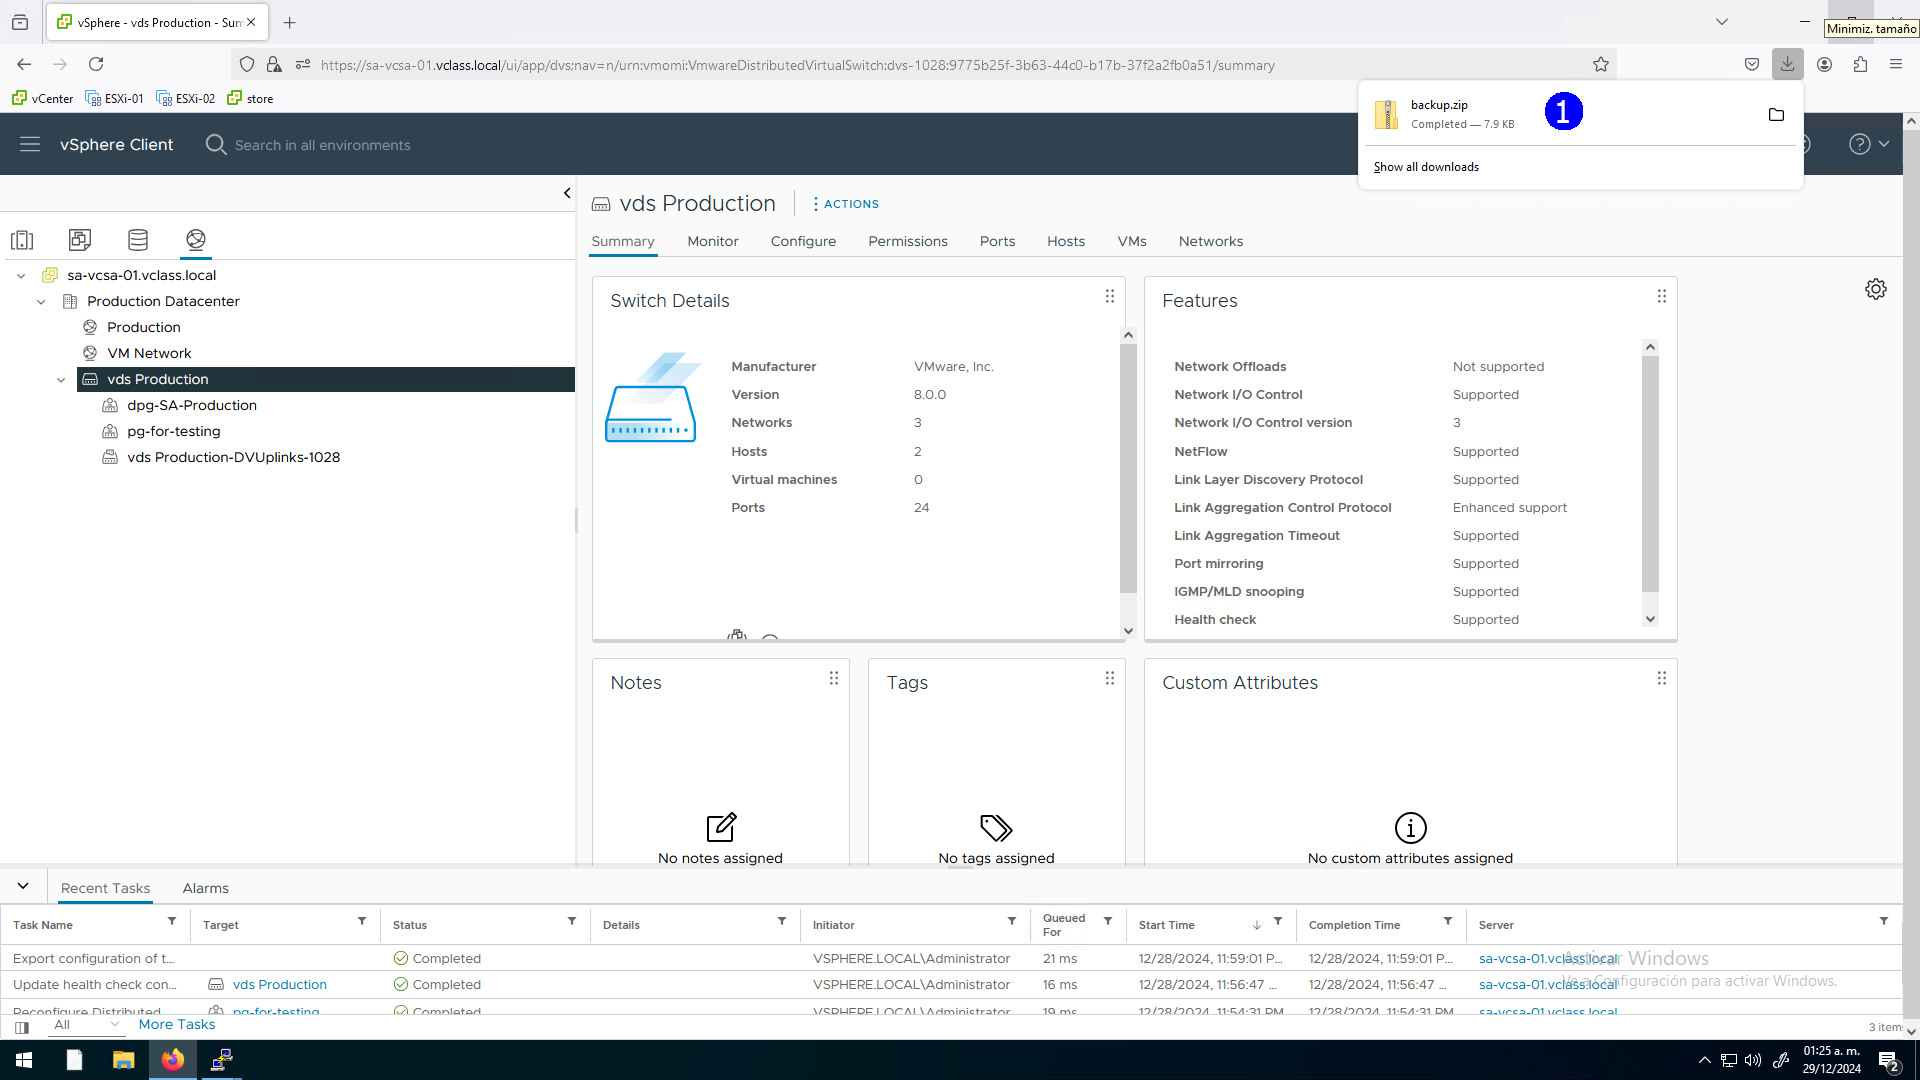 vSphere - vds Production - Sum
Minimiz. tamaño
https://sa-vcsa-01.vclass.local/ui/app/dvs;nav=n/urn:vmomi:VmwareDistributedVirtualSwitch:dvs-1028:9775b25f-3b63-44c0-b17b-37f2a2fb0a51/summary
vCenter ESXi-01 ESXi-02 store
backup.zip
Completed — 7.9 KB
1
Show all downloads
vSphere Client
Search in all environments
vds Production
ACTIONS
Summary Monitor Configure Permissions Ports Hosts VMs Networks
sa-vcsa-01.vclass.local
Production Datacenter
Production
VM Network
vds Production
dpg-SA-Production
pg-for-testing
vds Production-DVUplinks-1028
Switch Details
Manufacturer VMware, Inc.
Version 8.0.0
Networks 3
Hosts 2
Virtual machines 0
Ports 24
Features
Network Offloads Not supported
Network I/O Control Supported
Network I/O Control version 3
NetFlow Supported
Link Layer Discovery Protocol Supported
Link Aggregation Control Protocol Enhanced support
Link Aggregation Timeout Supported
Port mirroring Supported
IGMP/MLD snooping Supported
Health check Supported
Notes
No notes assigned
Tags
No tags assigned
Custom Attributes
No custom attributes assigned
Recent Tasks Alarms
Task Name Target Status Details Initiator Queued For Start Time Completion Time Server
Export configuration of t... Completed VSPHERE.LOCAL\Administrator 21 ms 12/28/2024, 11:59:01 P... 12/28/2024, 11:59:01 P... sa-vcsa-01.vclass.local
Update health check con... vds Production Completed VSPHERE.LOCAL\Administrator 16 ms 12/28/2024, 11:56:47 ... 12/28/2024, 11:56:47 ... sa-vcsa-01.vclass.local
Reconfigure Distributed pg-for-testing Completed VSPHERE.LOCAL\Administrator 19 ms 12/28/2024, 11:54:31 PM 12/28/2024, 11:54:31 PM sa-vcsa-01.vclass.local
Activar Windows
Ve a Configuración para activar Windows.
All More Tasks
3 items
01:25 a. m.
29/12/2024
2